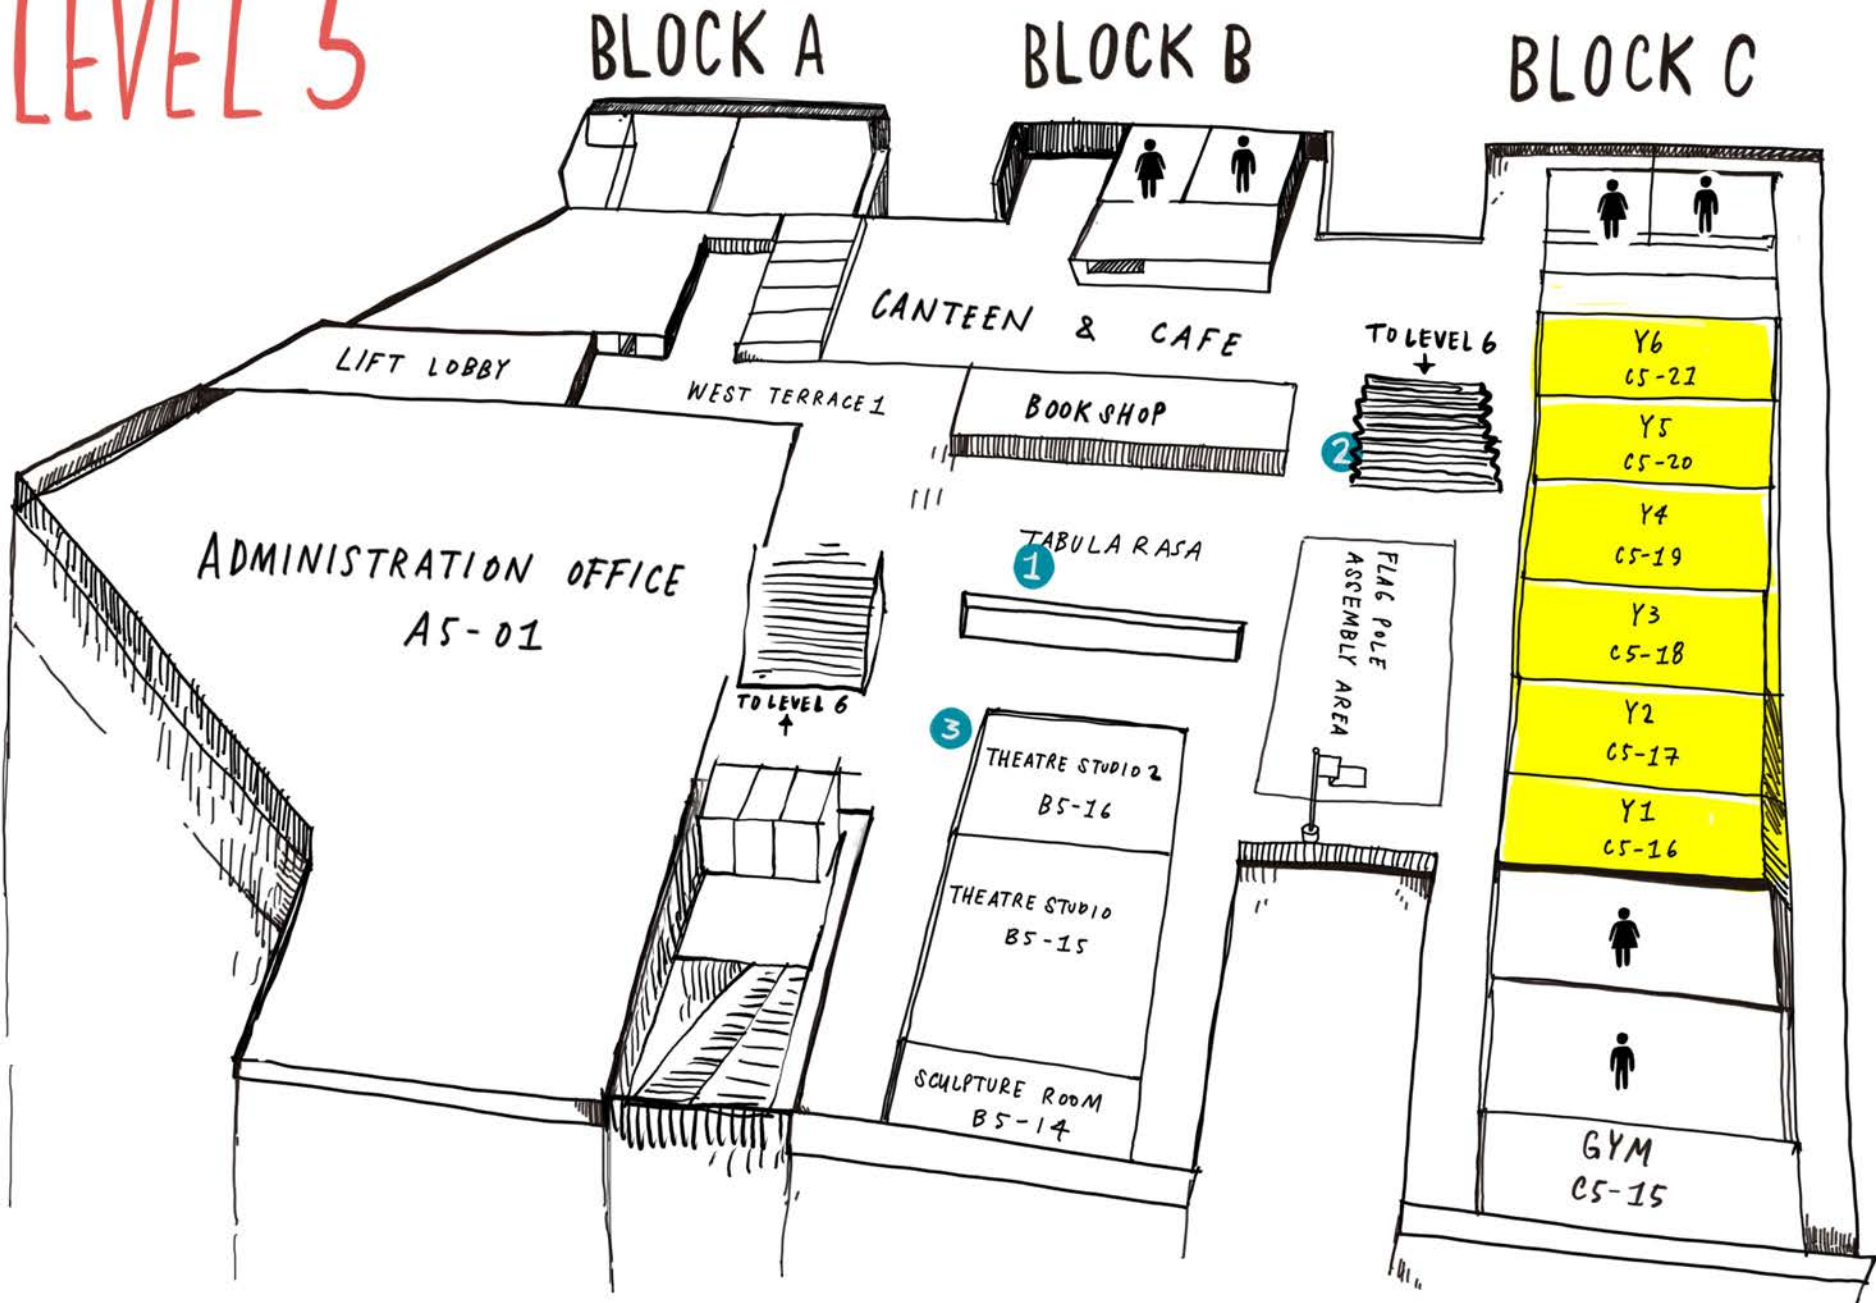 LEVEL 5
BLOCK A
BLOCK B
BLOCK C
CANTEEN & CAFE
LIFT LOBBY
WEST TERRACE 1
BOOKSHOP
TO LEVEL 6
2
TABULA RASA
1
FLAG POLE
ASSEMBLY AREA
ADMINISTRATION OFFICE
A5-01
TO LEVEL 6
3
THEATRE STUDIO 2
B5-16
THEATRE STUDIO
B5-15
SCULPTURE ROOM
B5-14
Y6
C5-21
Y5
C5-20
Y4
C5-19
Y3
C5-18
Y2
C5-17
Y1
C5-16
GYM
C5-15